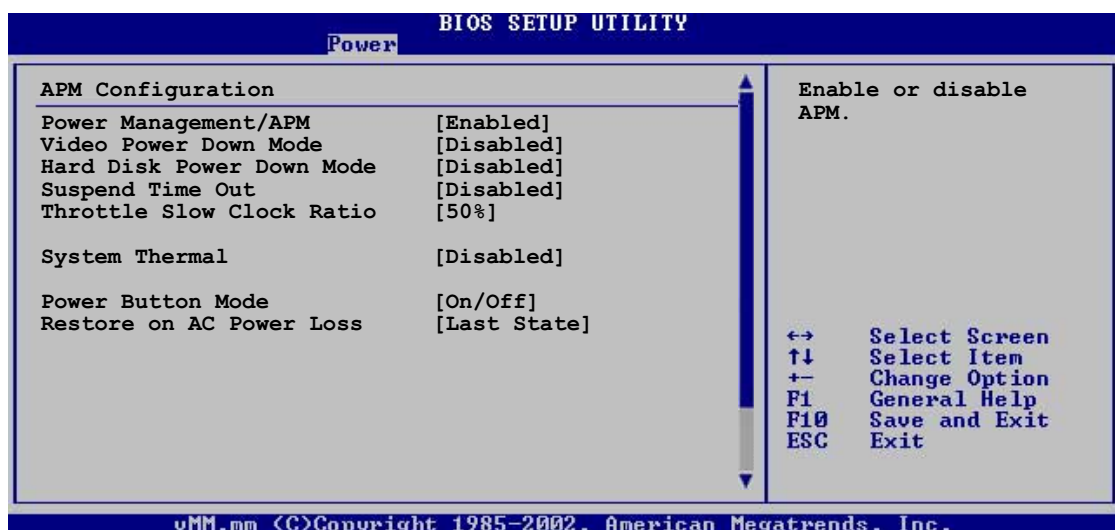 BIOS SETUP UTILITY
Power
APM Configuration
Power Management/APM [Enabled]
Video Power Down Mode [Disabled]
Hard Disk Power Down Mode [Disabled]
Suspend Time Out [Disabled]
Throttle Slow Clock Ratio [50%]
System Thermal [Disabled]
Power Button Mode [On/Off]
Restore on AC Power Loss [Last State]
Enable or disable
APM.
←→ Select Screen
↑↓ Select Item
+- Change Option
F1 General Help
F10 Save and Exit
ESC Exit
vMM.mm (C)Copyright 1985-2002, American Megatrends, Inc.